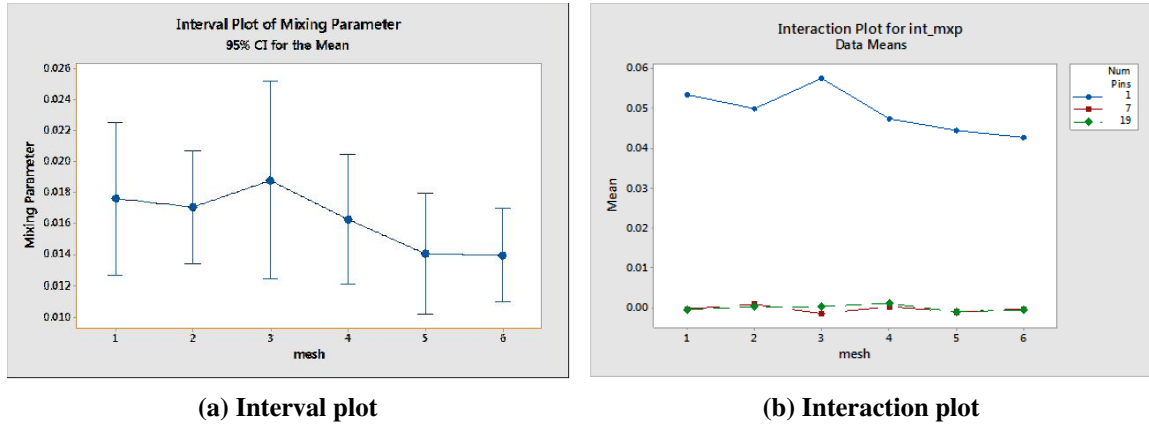 Interval Plot of Mixing Parameter
95% CI for the Mean
0.026
0.024
0.022
0.020
0.018
0.016
0.014
0.012
0.010
Mixing Parameter
1 2 3 4 5 6
mesh
(a) Interval plot
Interaction Plot for int_mxp
Data Means
0.06
0.05
0.04
0.03
0.02
0.01
0.00
Mean
1 2 3 4 5 6
mesh
Num
Pins
1
7
19
(b) Interaction plot